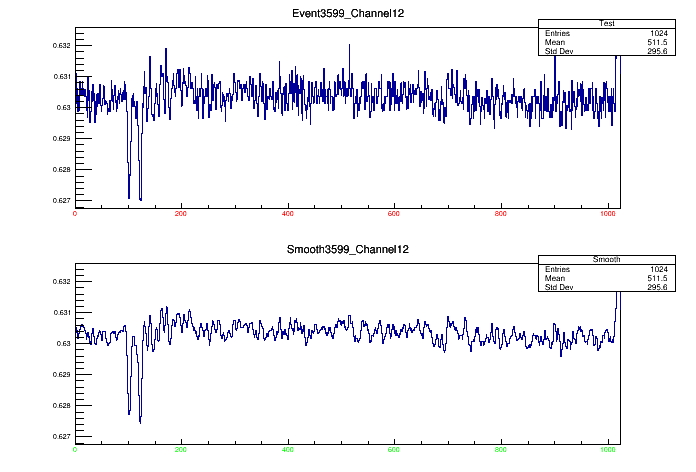 Event3599_Channel12
Test
Entries 1024
Mean 511.5
Std Dev 295.6
0.632
0.631
0.63
0.629
0.628
0.627
0 200 400 600 800 1000
Smooth3599_Channel12
Smooth
Entries 1024
Mean 511.5
Std Dev 295.6
0.632
0.631
0.63
0.629
0.628
0.627
0 200 400 600 800 1000